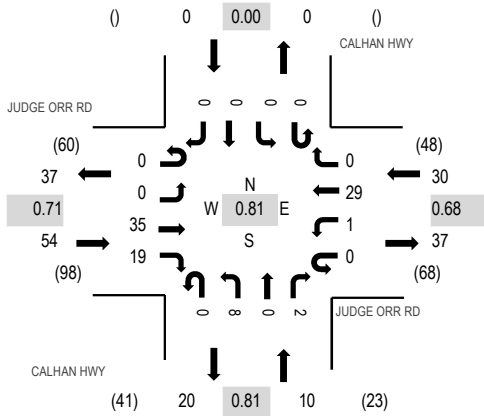 () 0 0.00 0 ()
CALHAN HWY
JUDGE ORR RD
0 0 0 0
(60) (48)
37 0 0 30
0 N 29
0.71 W 0.81 E 0.68
35 S 1
54 19 0 37
(98) (68)
0 8 0 2
JUDGE ORR RD
CALHAN HWY
(41) 20 0.81 10 (23)